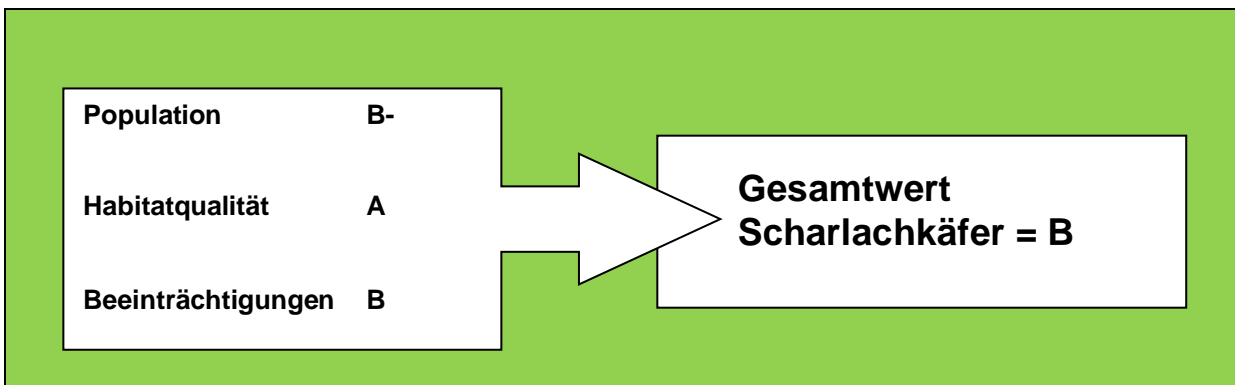 Population B-
Habitatqualität A
Beeinträchtigungen B
Gesamtwert
Scharlachkäfer = B